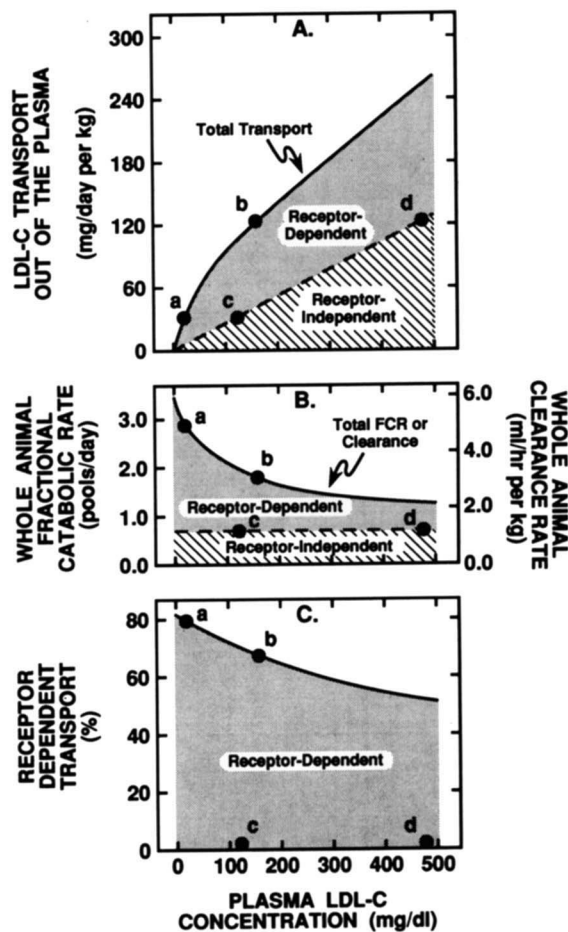 A.
300
240
180
120
60
0
LDL-C TRANSPORT
OUT OF THE PLASMA
(mg/day per kg)
Total Transport
b
Receptor-
Dependent
d
a
c
Receptor-
Independent
B.
3.0
2.0
1.0
0.0
WHOLE ANIMAL
FRACTIONAL
CATABOLIC RATE
(pools/day)
a
b
Total FCR or
Clearance
Receptor-Dependent
c
d
Receptor-Independent
6.0
4.0
2.0
0.0
WHOLE ANIMAL
CLEARANCE RATE
(ml/hr per kg)
C.
80
60
40
20
0
RECEPTOR
DEPENDENT
TRANSPORT
(%)
a
b
Receptor-Dependent
c
d
0 100 200 300 400 500
PLASMA LDL-C
CONCENTRATION (mg/dl)